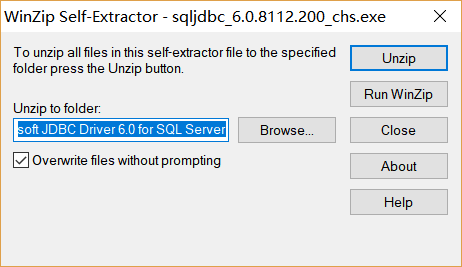 WinZip Self-Extractor - sqljdbc_6.0.8112.200_chs.exe
To unzip all files in this self-extractor file to the specified
folder press the Unzip button.
Unzip to folder:
soft JDBC Driver 6.0 for SQL Server
Browse...
Overwrite files without prompting
Unzip
Run WinZip
Close
About
Help